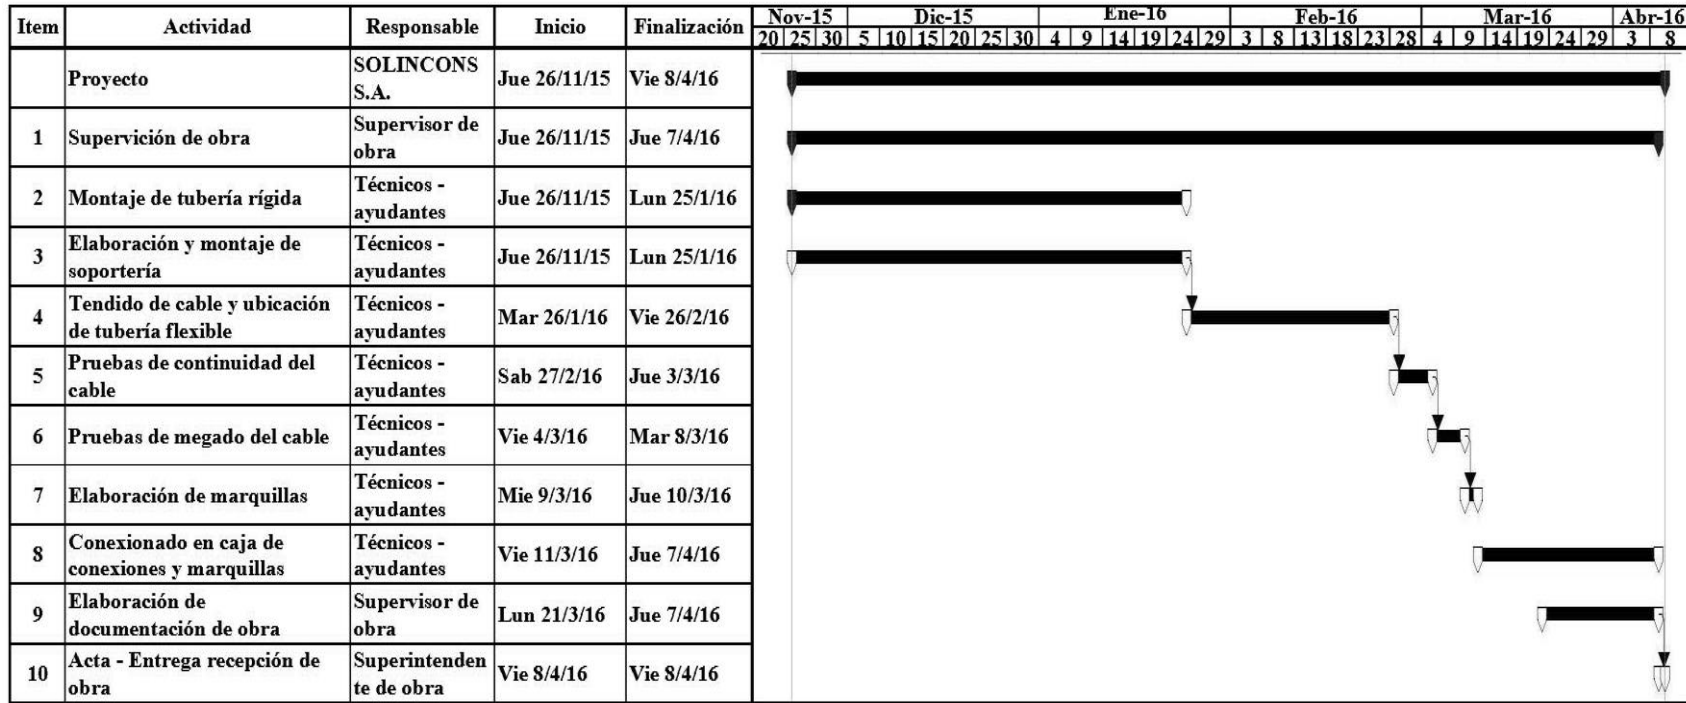 Item Actividad Responsable Inicio Finalización Nov-15 Dic-15 Ene-16 Feb-16 Mar-16 Abr-16
20 25 30 5 10 15 20 25 30 4 9 14 19 24 29 3 8 13 18 23 28 4 9 14 19 24 29 3 8
Proyecto SOLINCONS S.A. Jue 26/11/15 Vie 8/4/16
1 Supervición de obra Supervisor de obra Jue 26/11/15 Jue 7/4/16
2 Montaje de tubería rígida Técnicos - ayudantes Jue 26/11/15 Lun 25/1/16
3 Elaboración y montaje de soportería Técnicos - ayudantes Jue 26/11/15 Lun 25/1/16
4 Tendido de cable y ubicación de tubería flexible Técnicos - ayudantes Mar 26/1/16 Vie 26/2/16
5 Pruebas de continuidad del cable Técnicos - ayudantes Sab 27/2/16 Jue 3/3/16
6 Pruebas de megado del cable Técnicos - ayudantes Vie 4/3/16 Mar 8/3/16
7 Elaboración de marquillas Técnicos - ayudantes Mie 9/3/16 Jue 10/3/16
8 Conexionado en caja de conexiones y marquillas Técnicos - ayudantes Vie 11/3/16 Jue 7/4/16
9 Elaboración de documentación de obra Supervisor de obra Lun 21/3/16 Jue 7/4/16
10 Acta - Entrega recepción de obra Superintendente de obra Vie 8/4/16 Vie 8/4/16